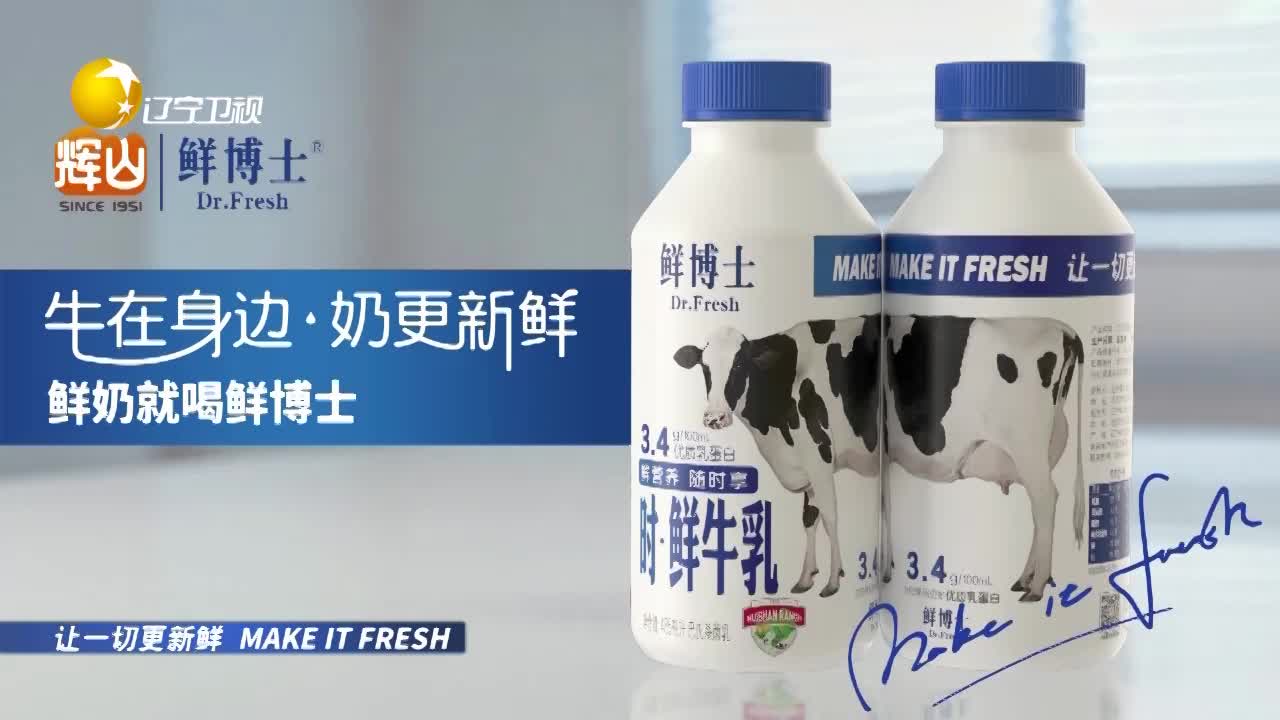 辽宁卫视
辉山
SINCE 1951
鲜博士®
Dr.Fresh
牛在身边·奶更新鲜
鲜奶就喝鲜博士
让一切更新鲜 MAKE IT FRESH
鲜博士
Dr.Fresh
MAKE IT
3.4 g/100mL
优质乳蛋白
鲜营养 随时享
时·鲜牛乳
HUISHAN RANCH
3.4
MAKE IT FRESH 让一切更新
3.4 g/100mL
优质乳蛋白
鲜博士
Dr.Fresh
Make it fresh